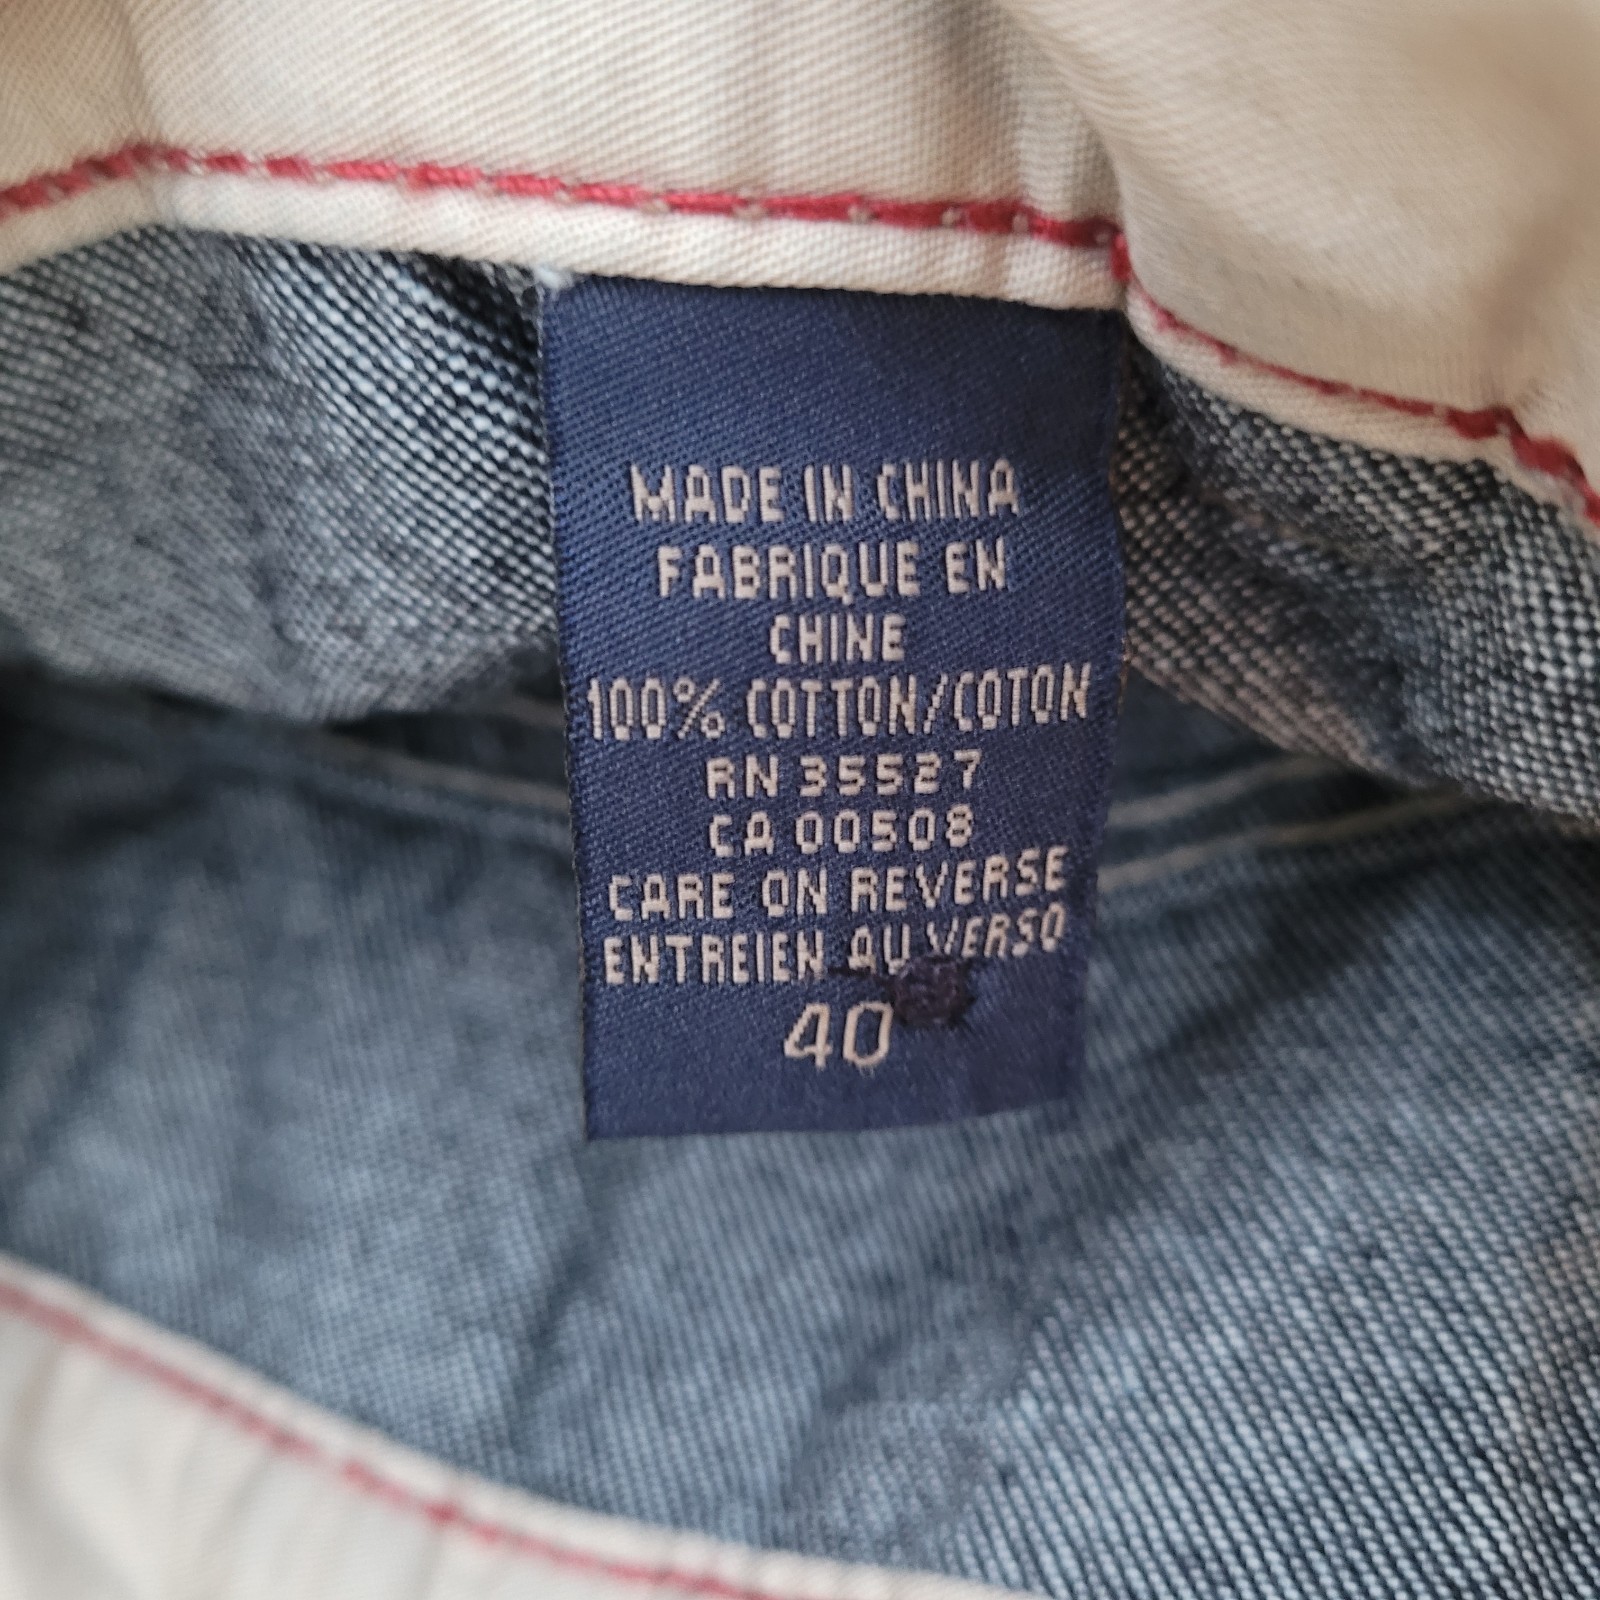 MADE IN CHINA
FABRIQUE EN
CHINE
100% COTTON/COTON
RN 35527
CA 00508
CARE ON REVERSE
ENTREIEN AU VERSO
40